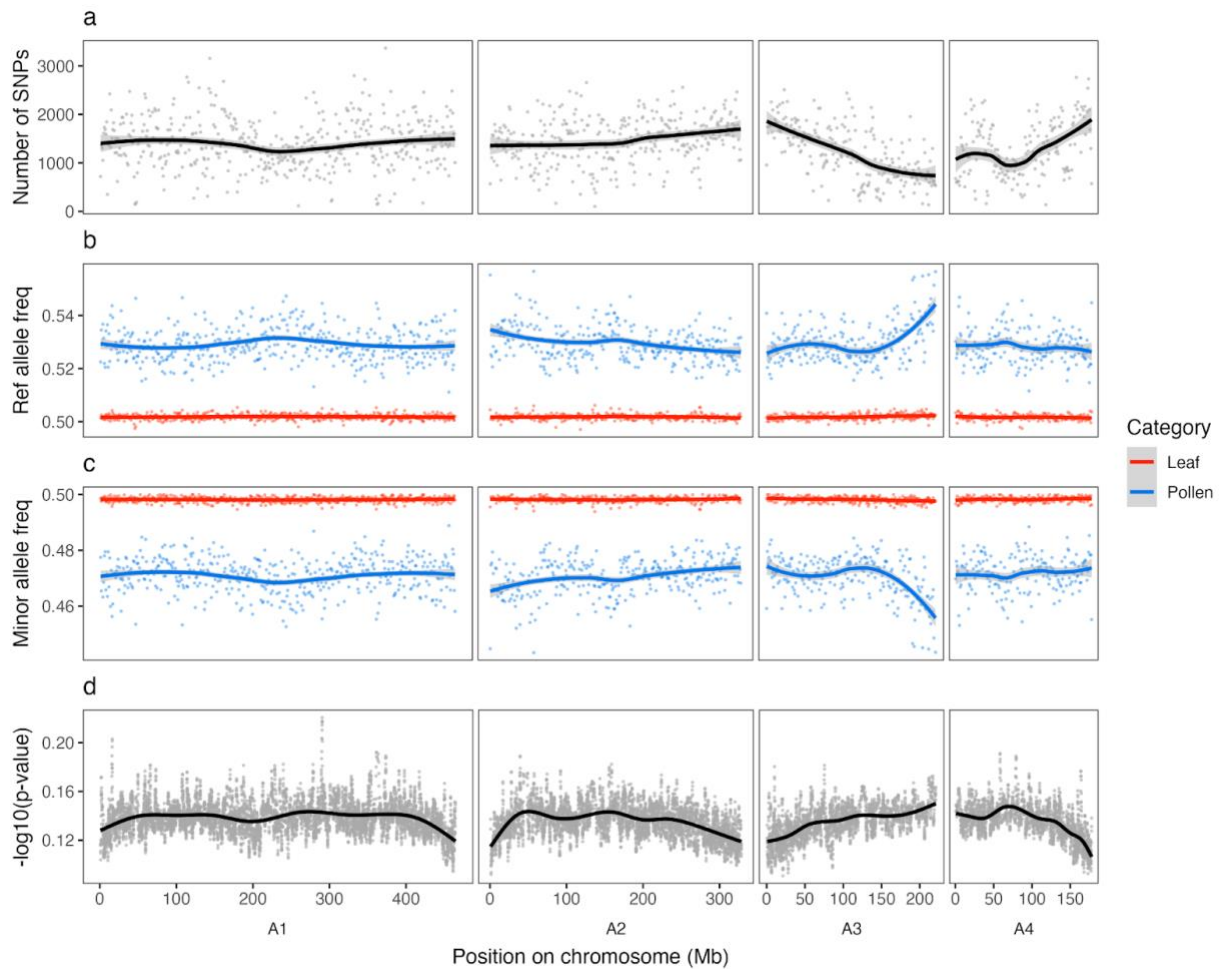 a
Number of SNPs
3000
2000
1000
0
b
Ref allele freq
0.54
0.52
0.50
c
Minor allele freq
0.50
0.48
0.46
Category
Leaf
Pollen
d
-log10(p-value)
0.20
0.16
0.12
0 100 200 300 400 0 100 200 300 0 50 100 150 200 0 50 100 150
A1 A2 A3 A4
Position on chromosome (Mb)